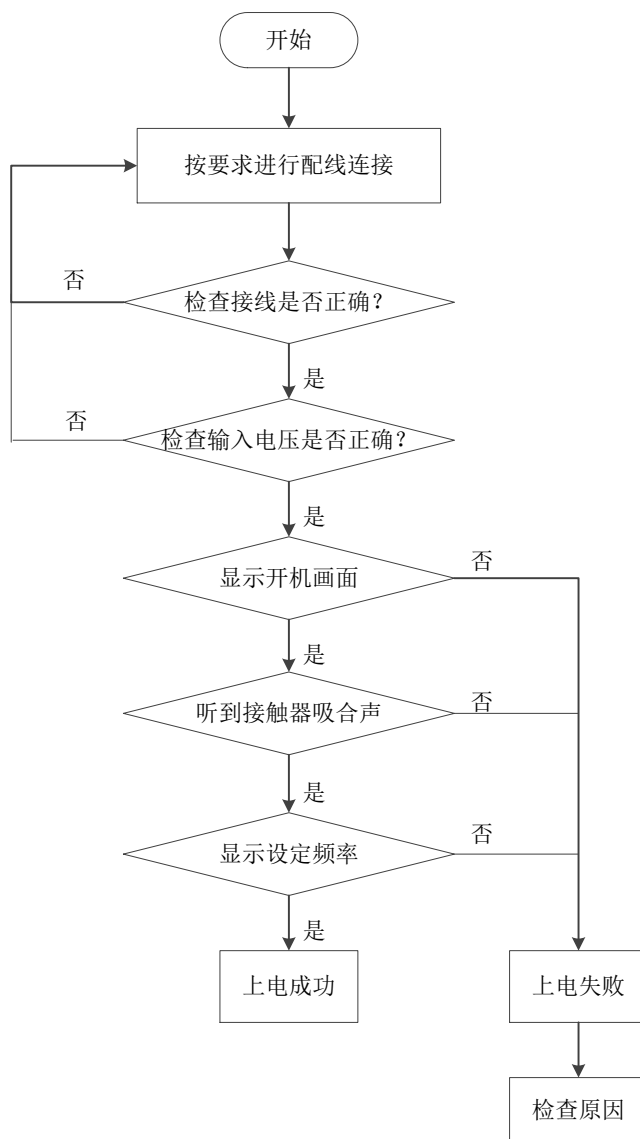 开始
按要求进行配线连接
否
检查接线是否正确？
是
否
检查输入电压是否正确？
是
显示开机画面
否
是
听到接触器吸合声
否
是
显示设定频率
否
是
上电成功
上电失败
检查原因